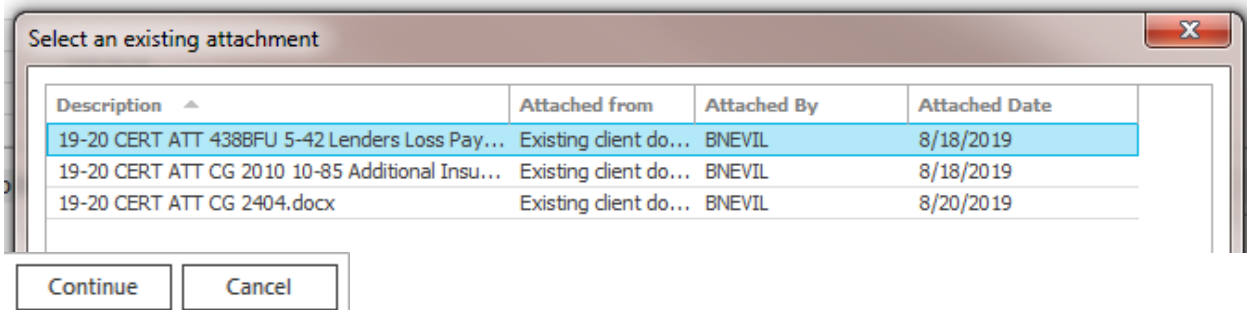 Select an existing attachment
X
Description Attached from Attached By Attached Date
19-20 CERT ATT 438BFU 5-42 Lenders Loss Pay... Existing client do... BNEVIL 8/18/2019
19-20 CERT ATT CG 2010 10-85 Additional Insu... Existing client do... BNEVIL 8/18/2019
19-20 CERT ATT CG 2404.docx Existing client do... BNEVIL 8/20/2019
Continue Cancel